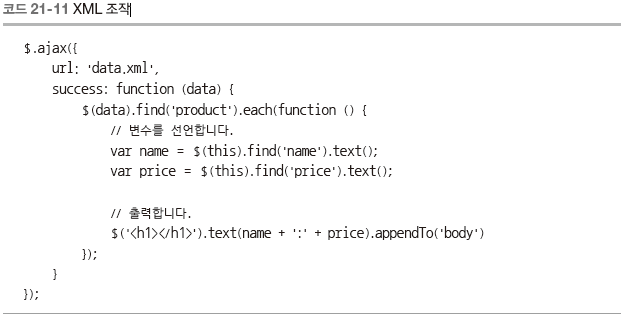 코드 21-11 XML 조작
$.ajax({
    url: 'data.xml',
    success: function (data) {
        $(data).find('product').each(function () {
            // 변수를 선언합니다.
            var name = $(this).find('name').text();
            var price = $(this).find('price').text();

            // 출력합니다.
            $('<h1></h1>').text(name + ':' + price).appendTo('body')
        });
    }
});